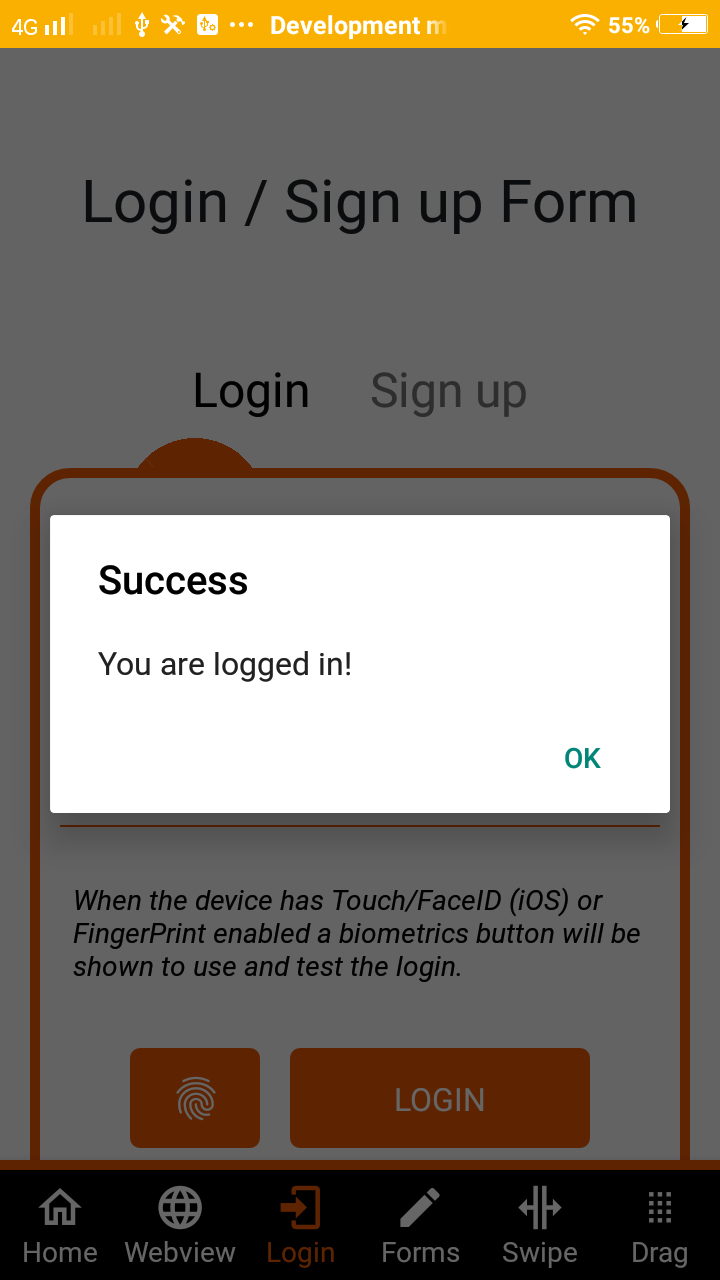 4G Development m 55%
Login / Sign up Form
Login Sign up
Success
You are logged in!
OK
When the device has Touch/FaceID (iOS) or
FingerPrint enabled a biometrics button will be
shown to use and test the login.
LOGIN
Home Webview Login Forms Swipe Drag